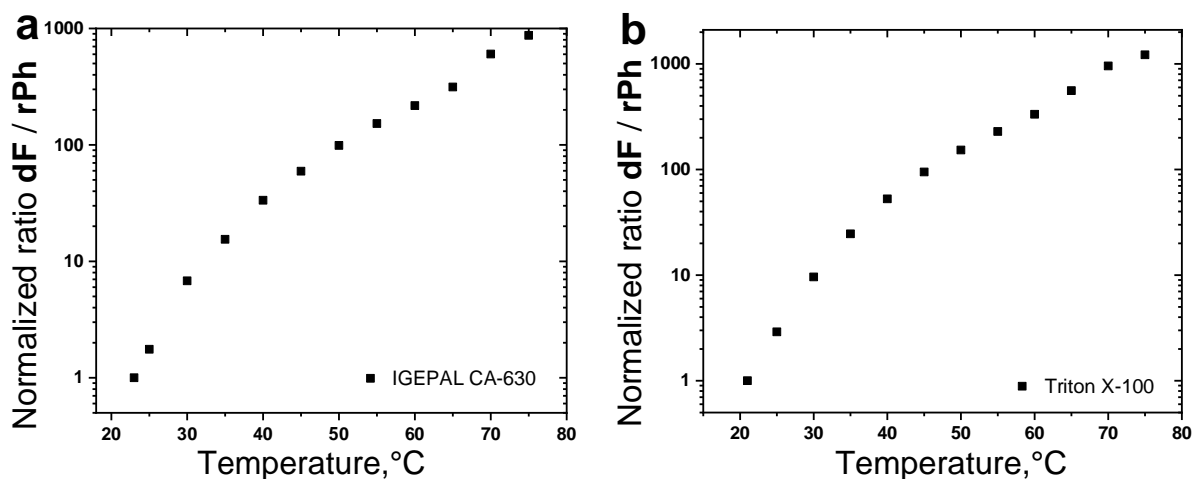 a
Normalized ratio dF / rPh
1000
100
10
1
IGEPAL CA-630
20 30 40 50 60 70 80
Temperature,°C
b
Normalized ratio dF / rPh
1000
100
10
1
Triton X-100
20 30 40 50 60 70 80
Temperature,°C